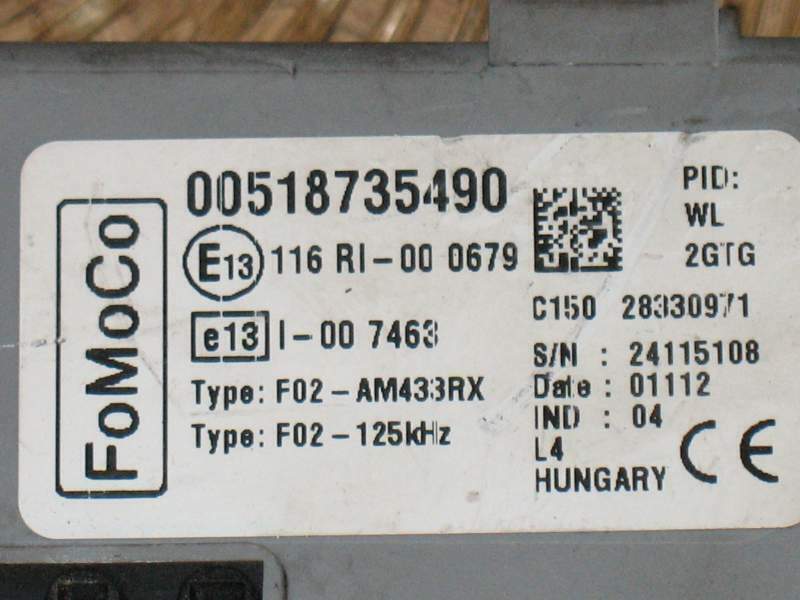 FoMoCo
00518735490
E13 116 RI-00 0679
e13 I-00 7463
Type: F02-AM433RX
Type: F02-125kHz
PID:
WL
2GTG
C150 28330971
S/N : 24115108
Date : 01112
IND : 04
L4
HUNGARY
CE